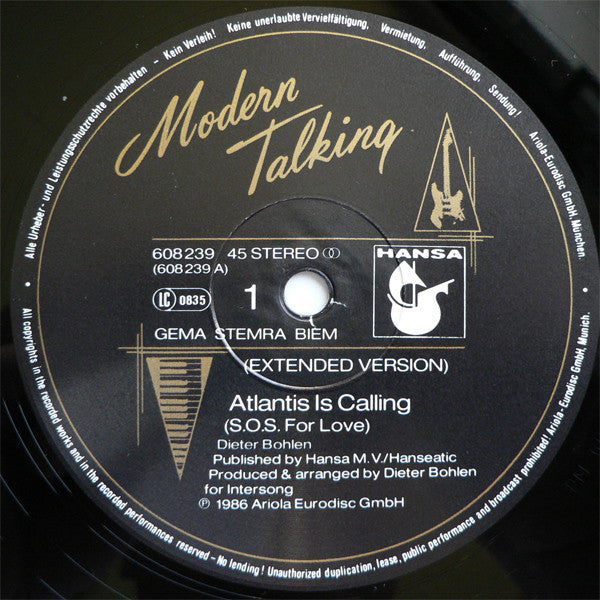 Alle Urheber- und Leistungsschutzrechte vorbehalten – Kein Verleih! Keine unerlaubte Vervielfältigung, Vermietung, Aufführung, Sendung! Ariola-Eurodisc GmbH, München.
Modern
Talking
608 239 45 STEREO
(608 239 A)
HANSA
LC 0835
1
GEMA STEMRA BIEM
(EXTENDED VERSION)
Atlantis Is Calling
(S.O.S. For Love)
Dieter Bohlen
Published by Hansa M.V./Hanseatic
Produced & arranged by Dieter Bohlen
for Intersong
℗ 1986 Ariola Eurodisc GmbH
All copyrights in the recorded works and in the recorded performances reserved – No lending! Unauthorized duplication, lease, public performance and broadcast prohibited! Ariola-Eurodisc GmbH, Munich.